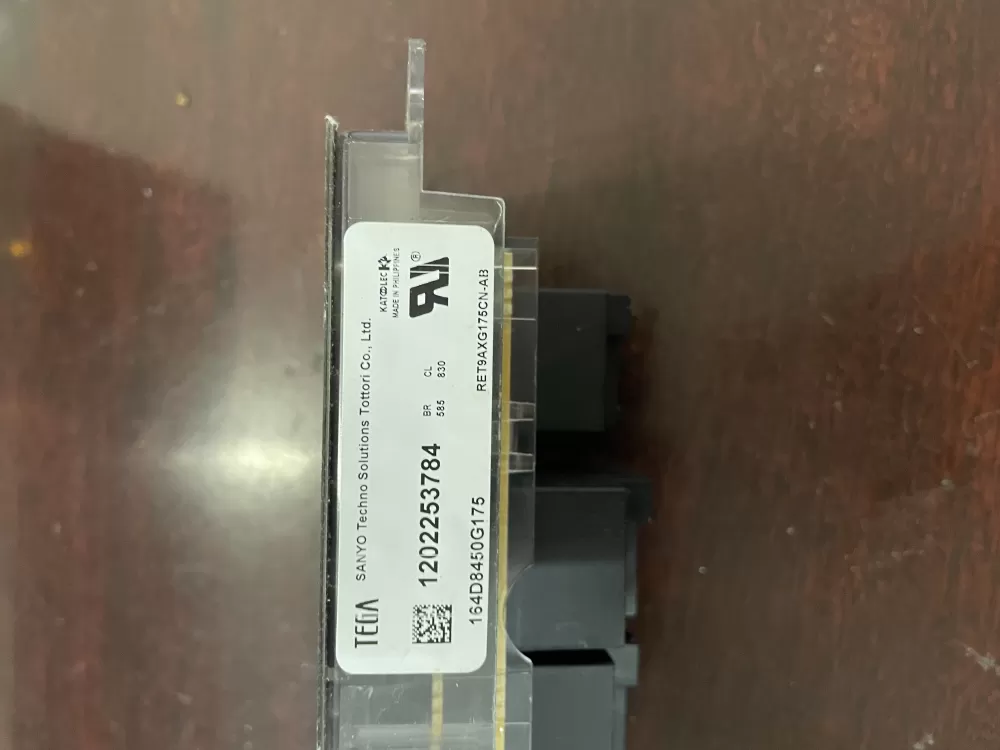 TEGA SANYO Techno Solutions Tottori Co., Ltd.
KATOLEC
MADE IN PHILIPPINES
1202253784
BR CL
585 830
164D8450G175 RET9AXG175CN-AB
®